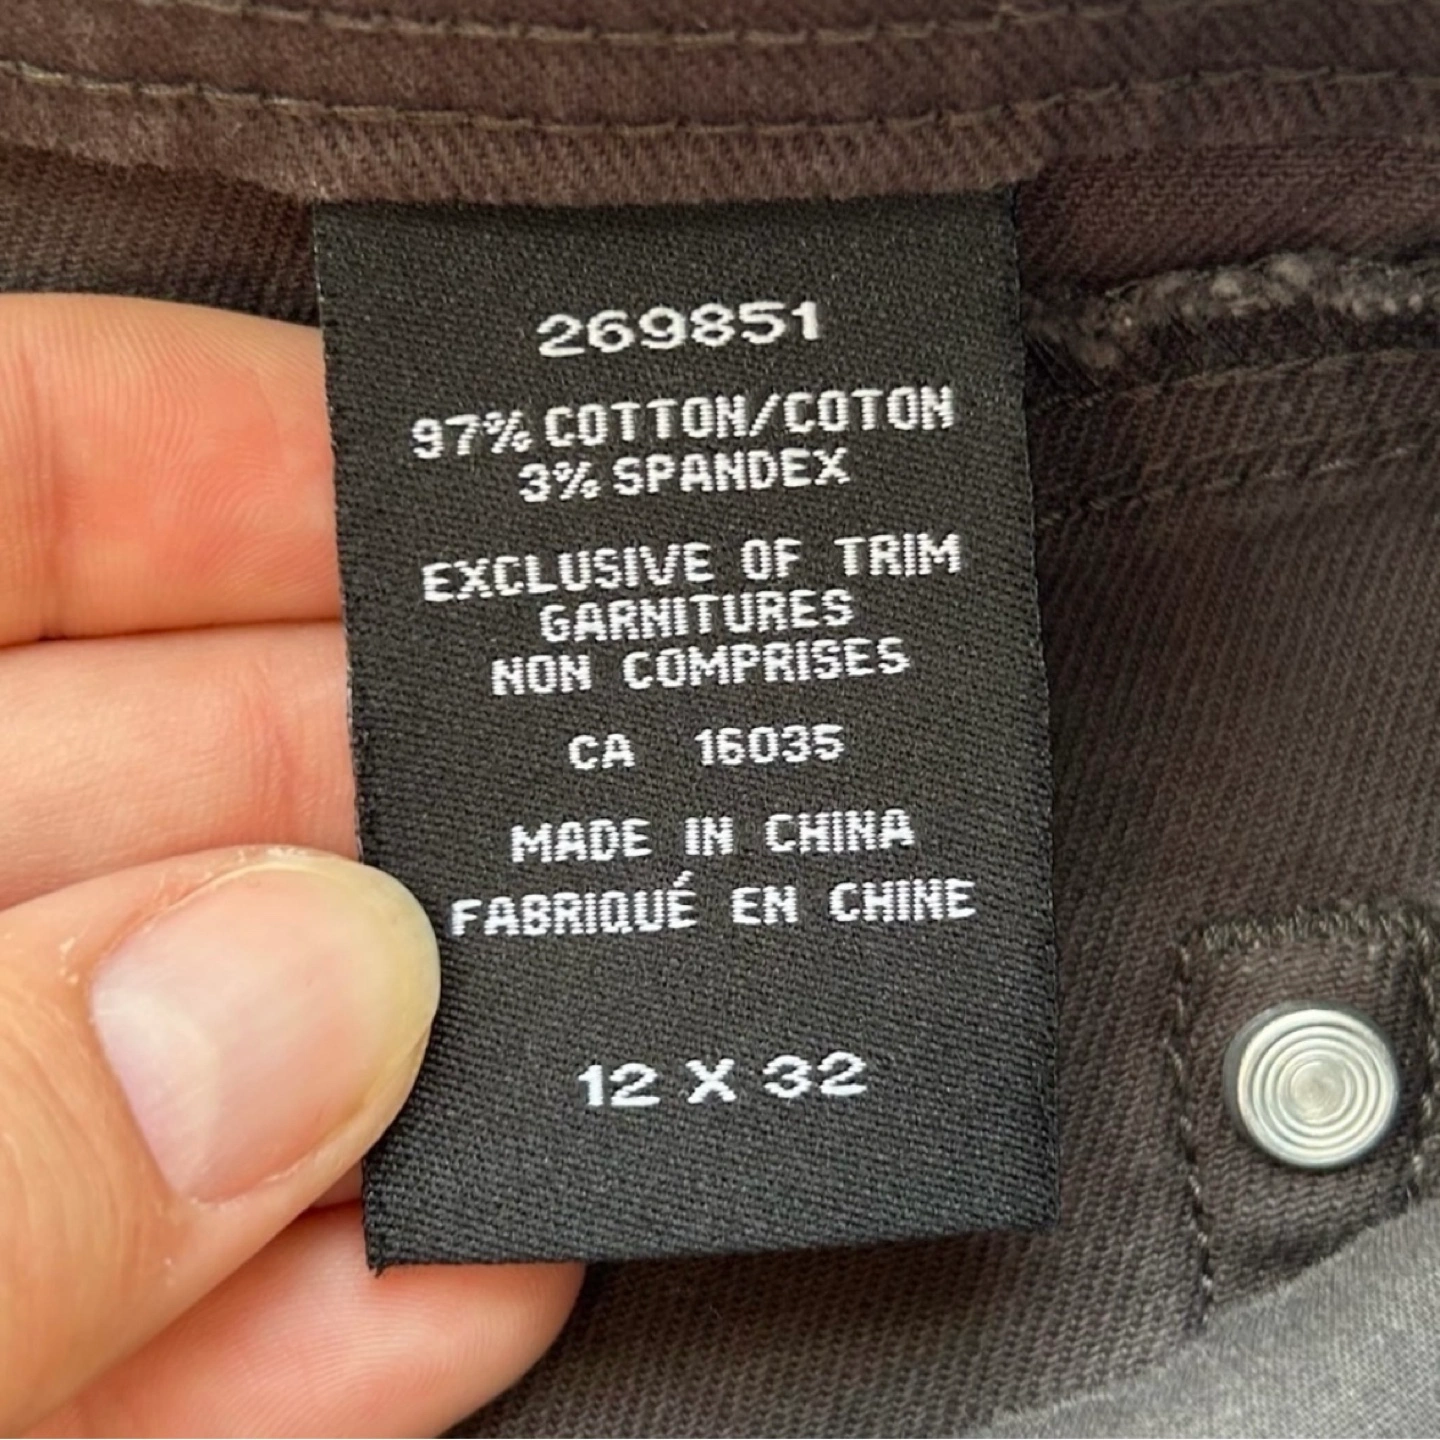 269851
97% COTTON/COTON
3% SPANDEX
EXCLUSIVE OF TRIM
GARNITURES
NON COMPRISES
CA 16035
MADE IN CHINA
FABRIQUÉ EN CHINE
12 X 32